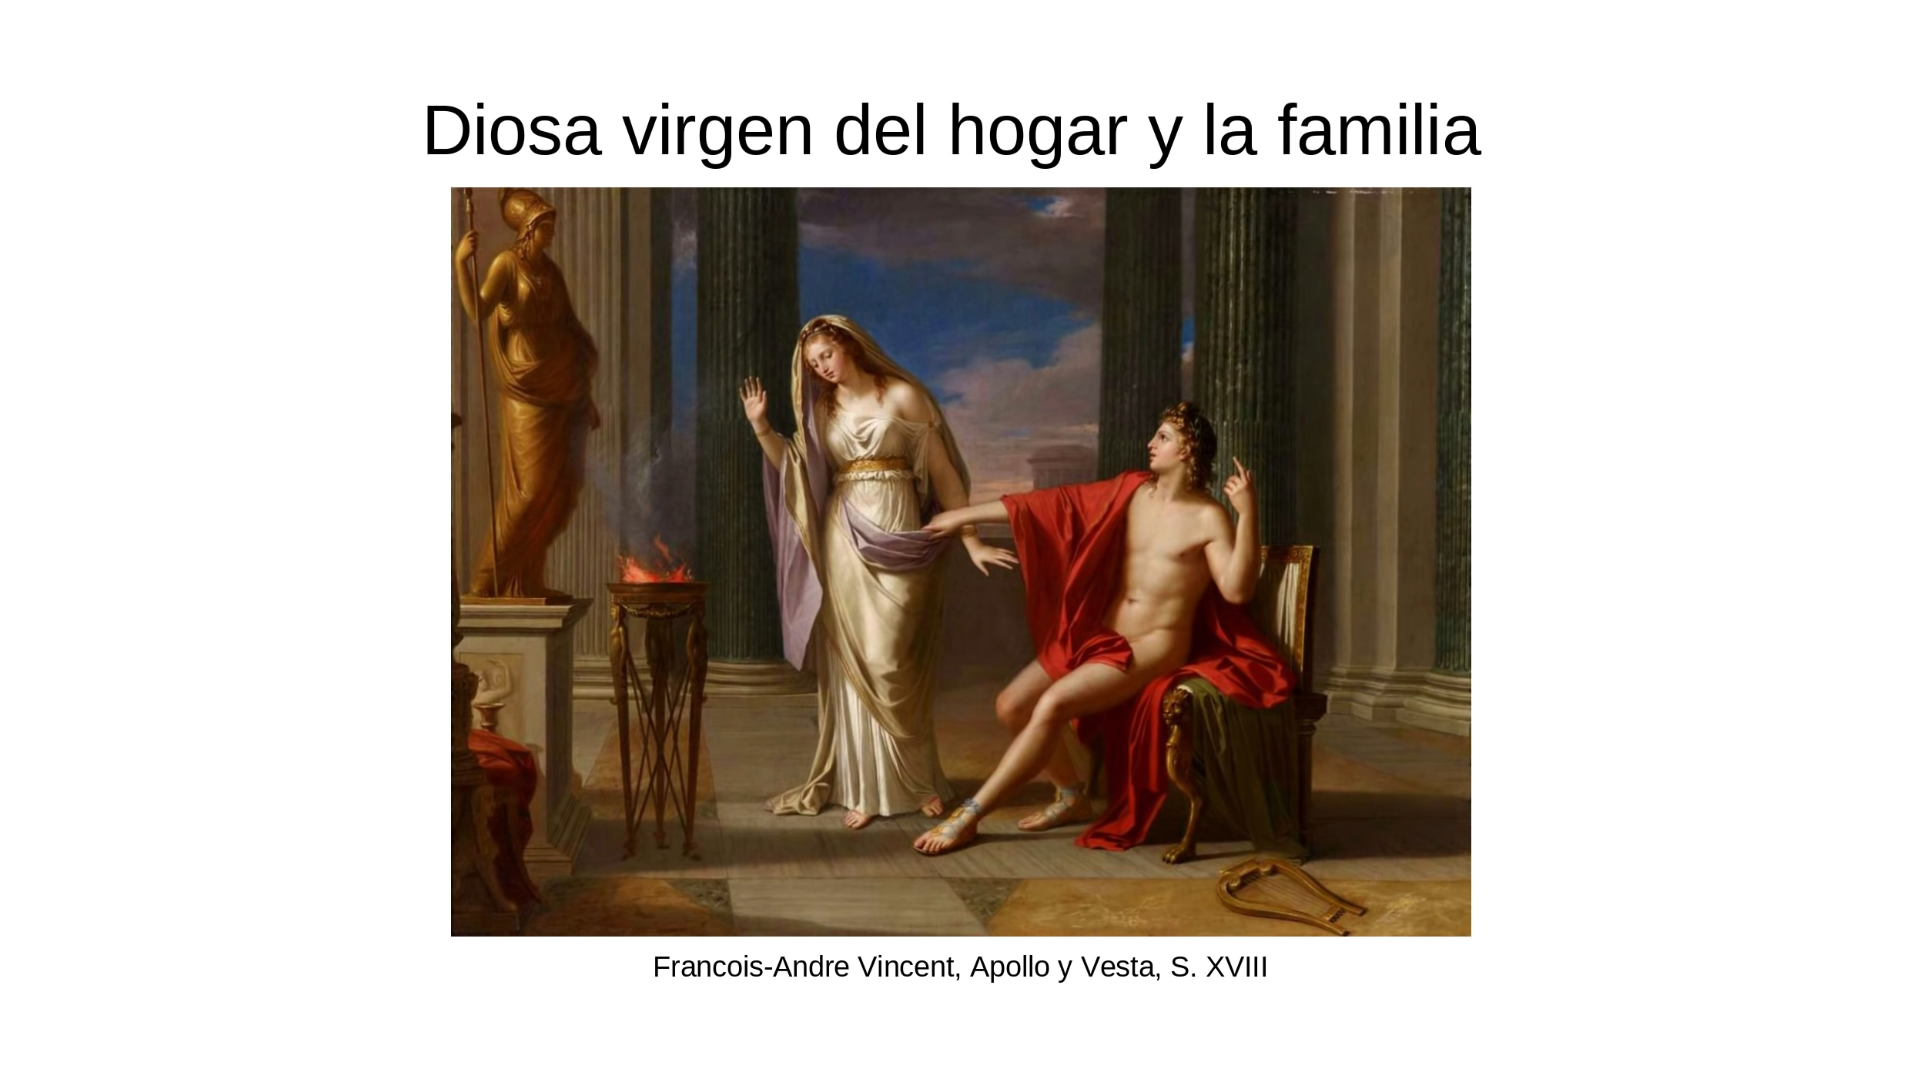 Diosa virgen del hogar y la familia
Francois-Andre Vincent, Apollo y Vesta, S. XVIII